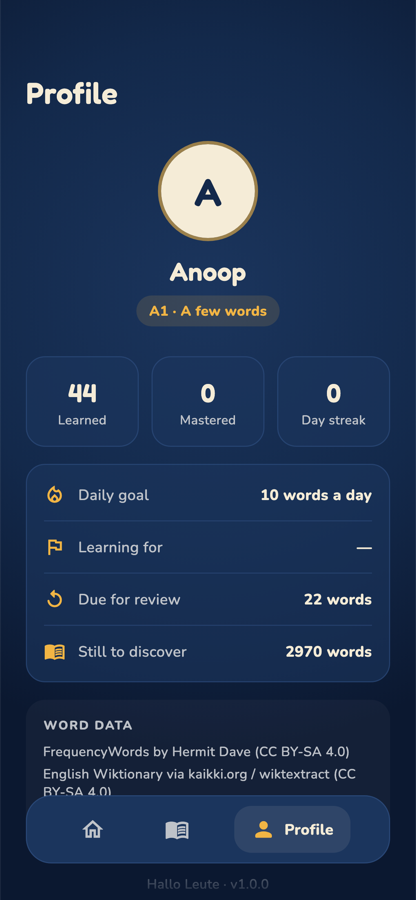 Profile
A
Anoop
A1 · A few words
44
Learned
0
Mastered
0
Day streak
Daily goal
10 words a day
Learning for
—
Due for review
22 words
Still to discover
2970 words
WORD DATA
FrequencyWords by Hermit Dave (CC BY-SA 4.0)
English Wiktionary via kaikki.org / wiktextract (CC
BY-SA 4.0)
Profile
Hallo Leute · v1.0.0